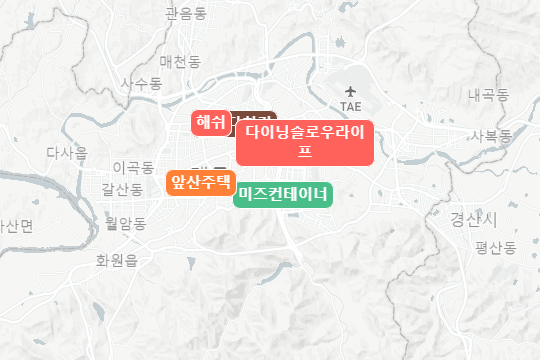 관음동
매천동
사수동
내곡동
TAE
해쉬
다이닝슬로우라이
프
사복동
다사읍
이곡동
갈산동
앞산주택
미즈컨테이너
월암동
경산시
평산동
화원읍